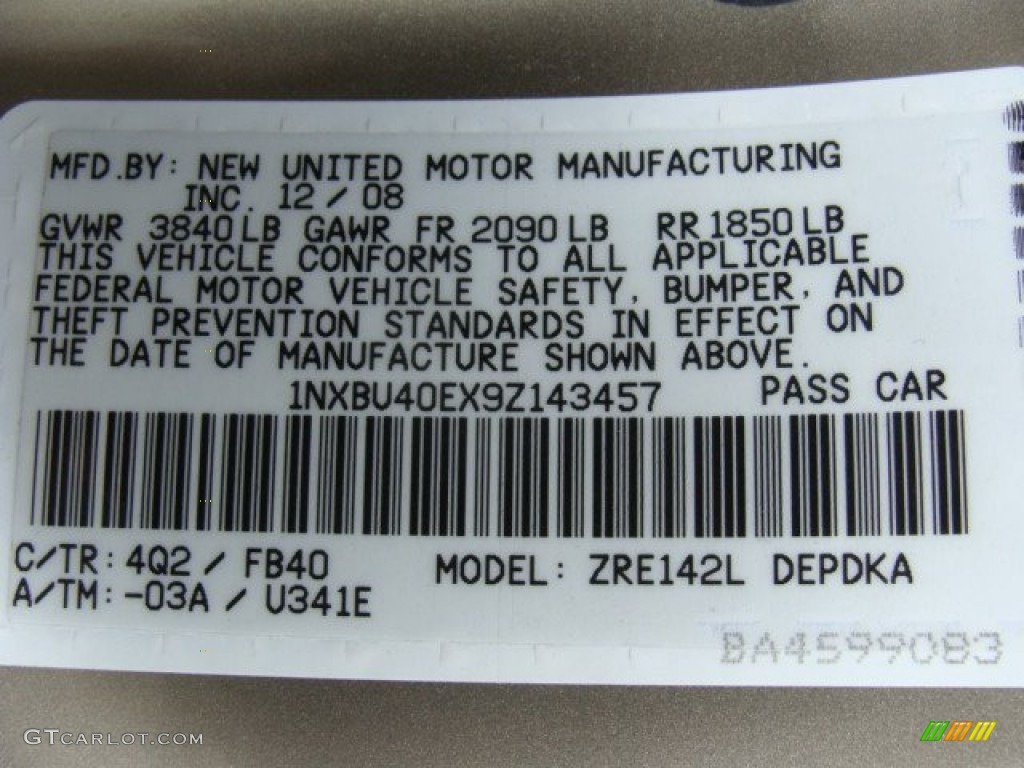 MFD.BY: NEW UNITED MOTOR MANUFACTURING
INC. 12 / 08
GVWR 3840 LB GAWR FR 2090 LB RR 1850 LB
THIS VEHICLE CONFORMS TO ALL APPLICABLE
FEDERAL MOTOR VEHICLE SAFETY, BUMPER, AND
THEFT PREVENTION STANDARDS IN EFFECT ON
THE DATE OF MANUFACTURE SHOWN ABOVE.
1NXBU40EX9Z143457 PASS CAR
C/TR: 4Q2 / FB40 MODEL: ZRE142L DEPDKA
A/TM: -03A / U341E
BA4599083
GTCARLOT.COM